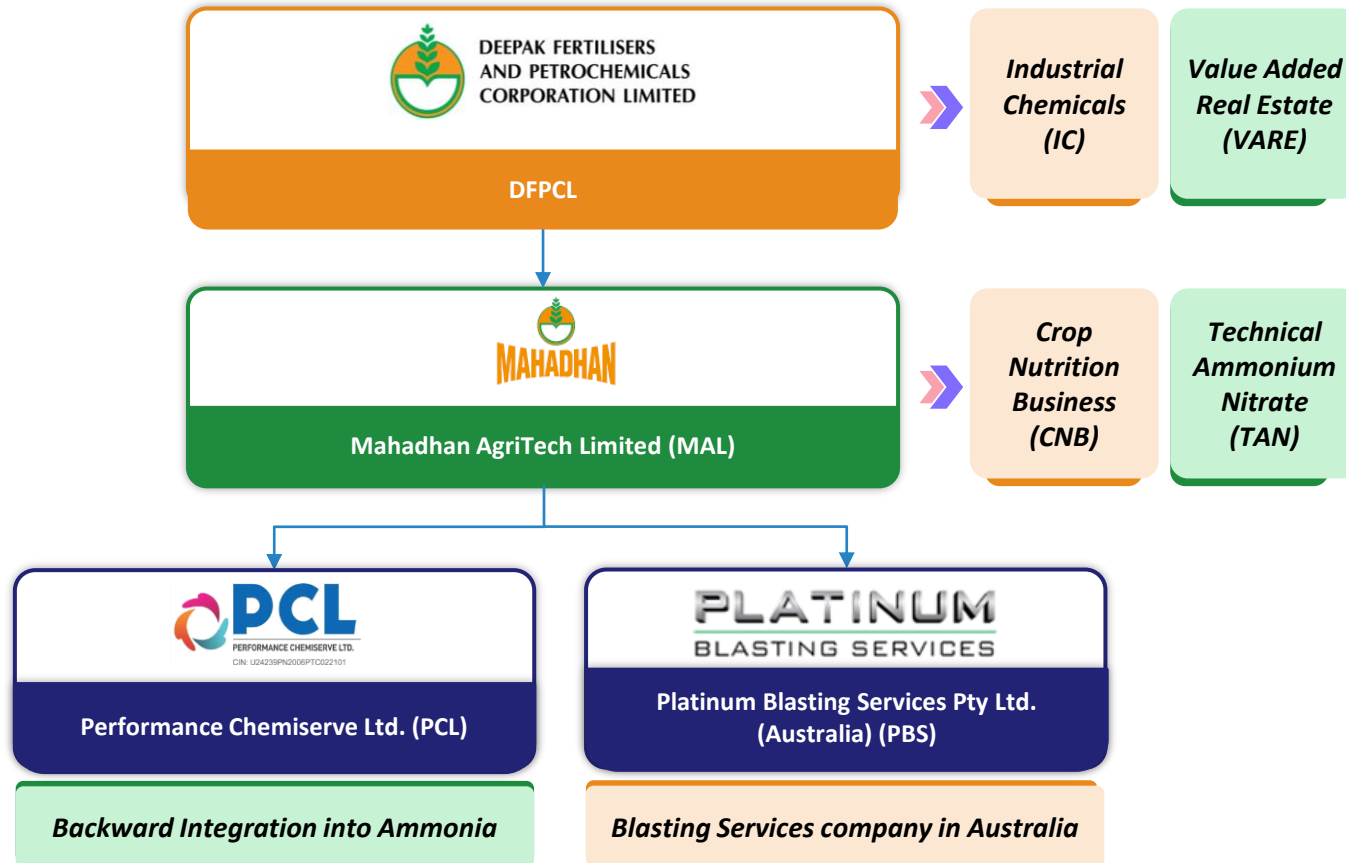 DEEPAK FERTILISERS
AND PETROCHEMICALS
CORPORATION LIMITED
DFPCL
Industrial
Chemicals
(IC)
Value Added
Real Estate
(VARE)
MAHADHAN
Mahadhan AgriTech Limited (MAL)
Crop
Nutrition
Business
(CNB)
Technical
Ammonium
Nitrate
(TAN)
PCL
PERFORMANCE CHEMISERVE LTD.
CIN: U24239PN2006PTC022101
Performance Chemiserve Ltd. (PCL)
Backward Integration into Ammonia
PLATINUM
BLASTING SERVICES
Platinum Blasting Services Pty Ltd.
(Australia) (PBS)
Blasting Services company in Australia